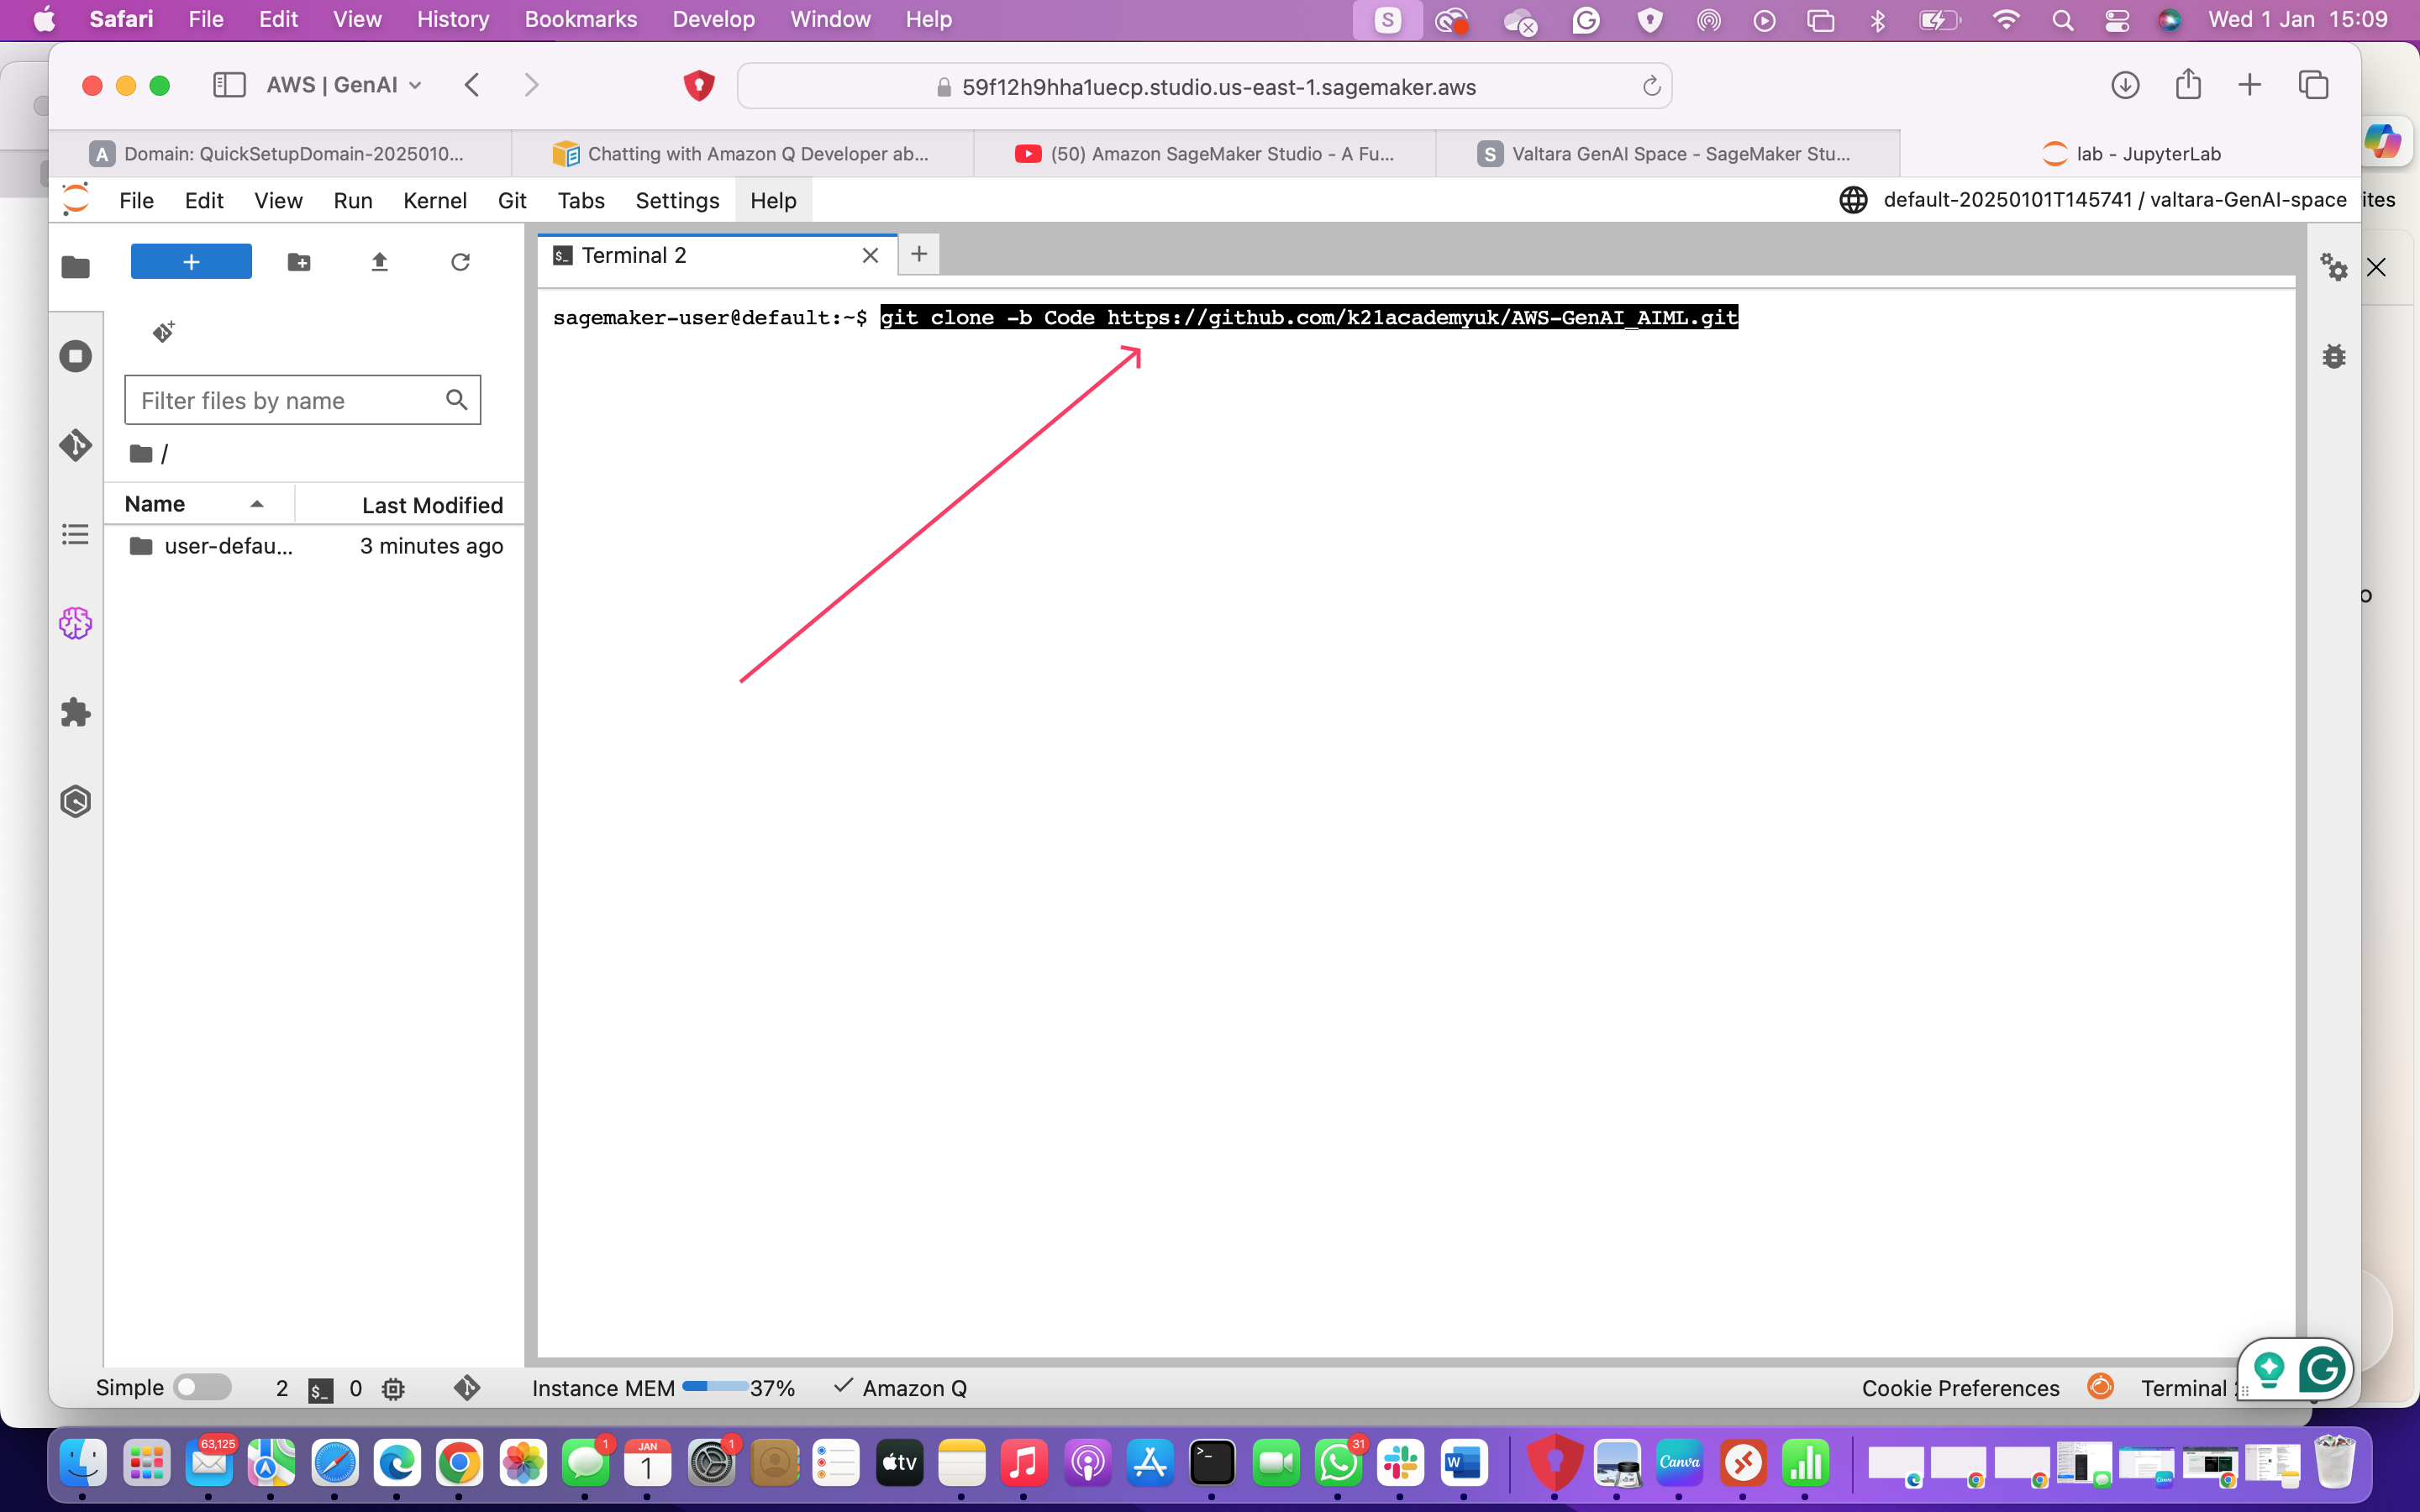 Safari File Edit View History Bookmarks Develop Window Help S Wed 1 Jan 15:09
AWS | GenAI 59f12h9hha1uecp.studio.us-east-1.sagemaker.aws
A Domain: QuickSetupDomain-2025010... Chatting with Amazon Q Developer ab... (50) Amazon SageMaker Studio - A Fu... S Valtara GenAI Space - SageMaker Stu... lab - JupyterLab
File Edit View Run Kernel Git Tabs Settings Help default-20250101T145741 / valtara-GenAI-space ites
+ $_ Terminal 2 +
sagemaker-user@default:~$ git clone -b Code https://github.com/k21academyuk/AWS-GenAI_AIML.git
Filter files by name
/
Name Last Modified
user-defau... 3 minutes ago
o
Simple 2 $_ 0 Instance MEM 37% Amazon Q Cookie Preferences Terminal
63,125 1 JAN 1 1 tv >_ 31 W Canva